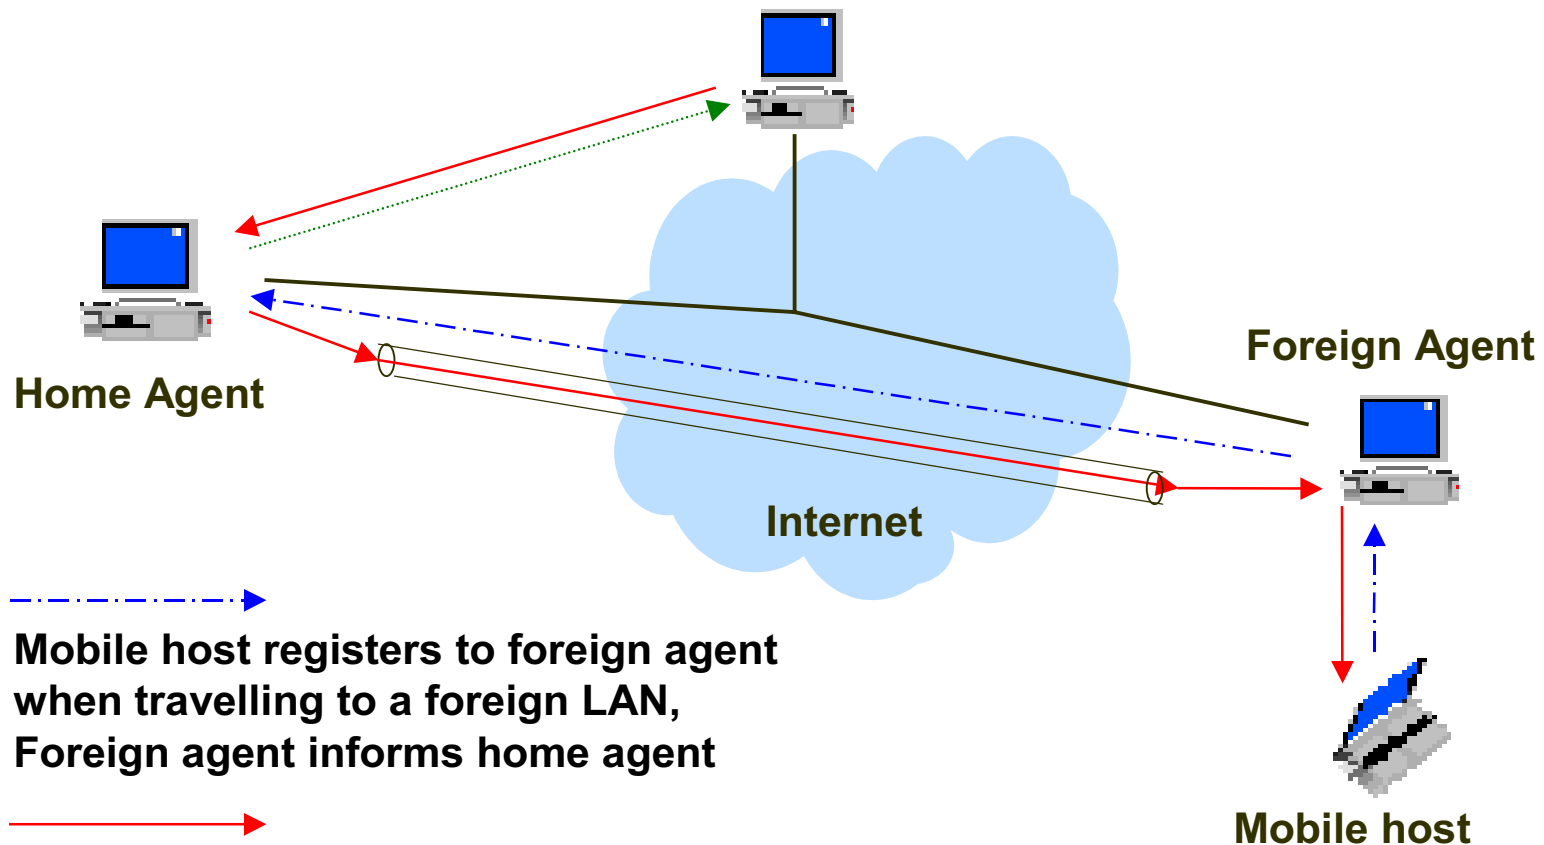 Foreign Agent
Home Agent
Internet
Mobile host registers to foreign agent
when travelling to a foreign LAN,
Foreign agent informs home agent
Mobile host